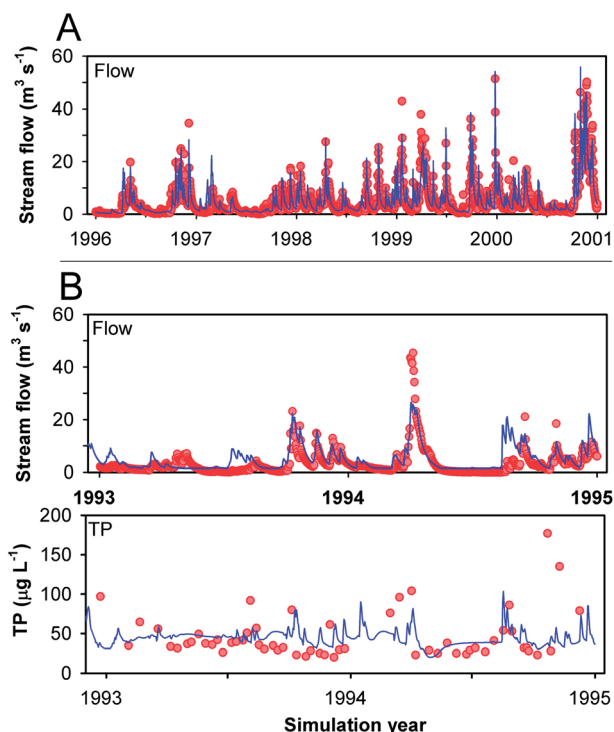 A
Flow
Stream flow (m³ s⁻¹)
60
40
20
0
1996 1997 1998 1999 2000 2001
B
Flow
Stream flow (m³ s⁻¹)
60
40
20
0
1993 1994 1995
TP
TP (µg L⁻¹)
200
150
100
50
0
1993 1994 1995
Simulation year